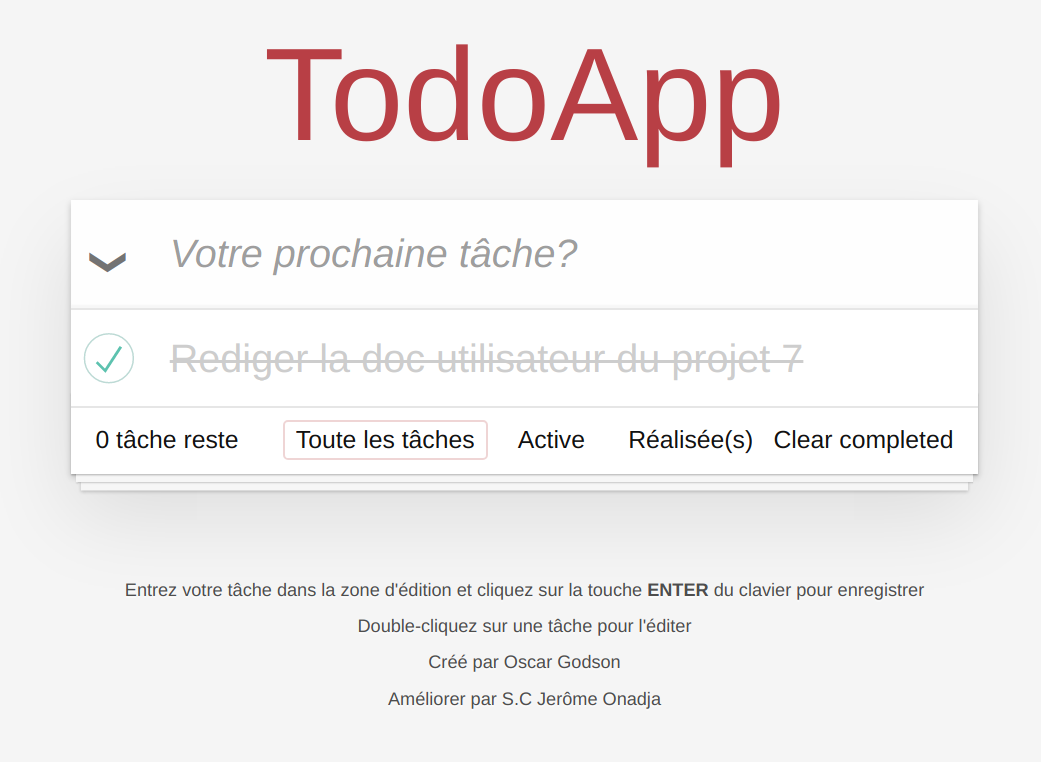 TodoApp
Votre prochaine tâche?
Rediger la doc utilisateur du projet 7
0 tâche reste Toute les tâches Active Réalisée(s) Clear completed
Entrez votre tâche dans la zone d'édition et cliquez sur la touche ENTER du clavier pour enregistrer
Double-cliquez sur une tâche pour l'éditer
Créé par Oscar Godson
Améliorer par S.C Jerôme Onadja